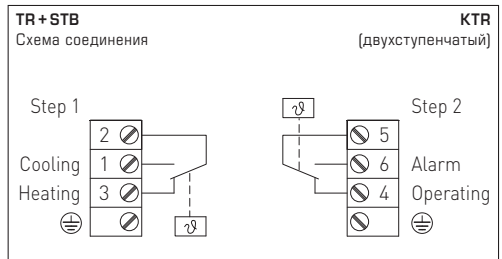 TR + STB KTR
Схема соединения (двухступенчатый)
Step 1 ϑ Step 2
2 5
Cooling 1 6 Alarm
Heating 3 4 Operating
ϑ